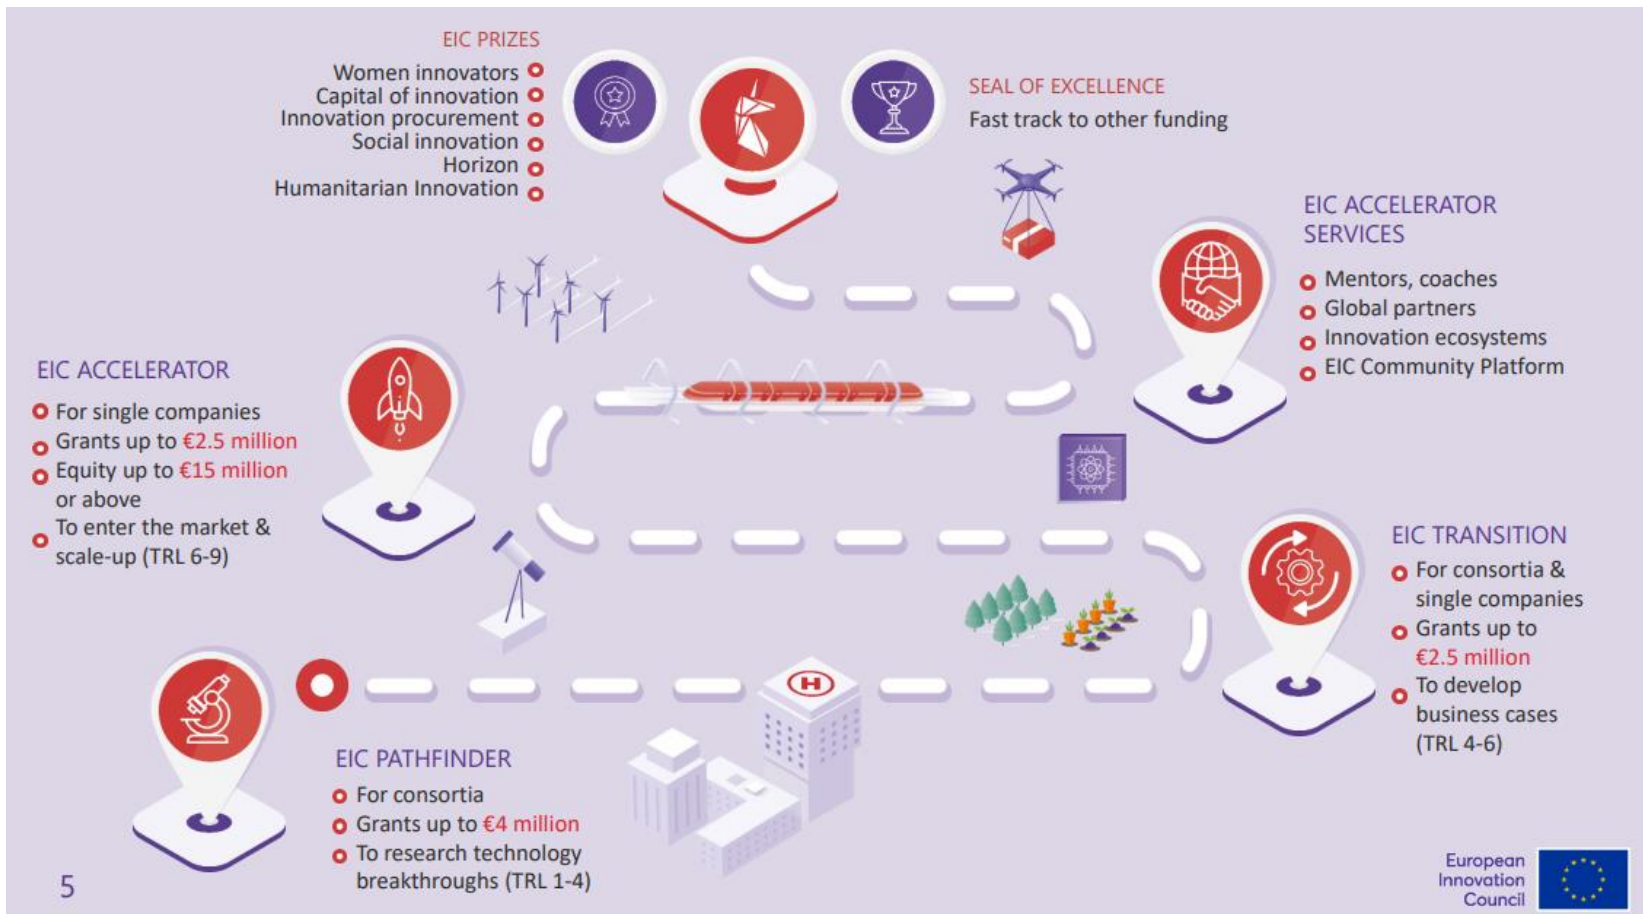 EIC PRIZES
Women innovators
Capital of innovation
Innovation procurement
Social innovation
Horizon
Humanitarian Innovation
SEAL OF EXCELLENCE
Fast track to other funding
EIC ACCELERATOR
SERVICES
Mentors, coaches
Global partners
Innovation ecosystems
EIC Community Platform
EIC ACCELERATOR
For single companies
Grants up to €2.5 million
Equity up to €15 million
or above
To enter the market &
scale-up (TRL 6-9)
EIC TRANSITION
For consortia &
single companies
Grants up to
€2.5 million
To develop
business cases
(TRL 4-6)
H
EIC PATHFINDER
For consortia
Grants up to €4 million
To research technology
breakthroughs (TRL 1-4)
5
European
Innovation
Council